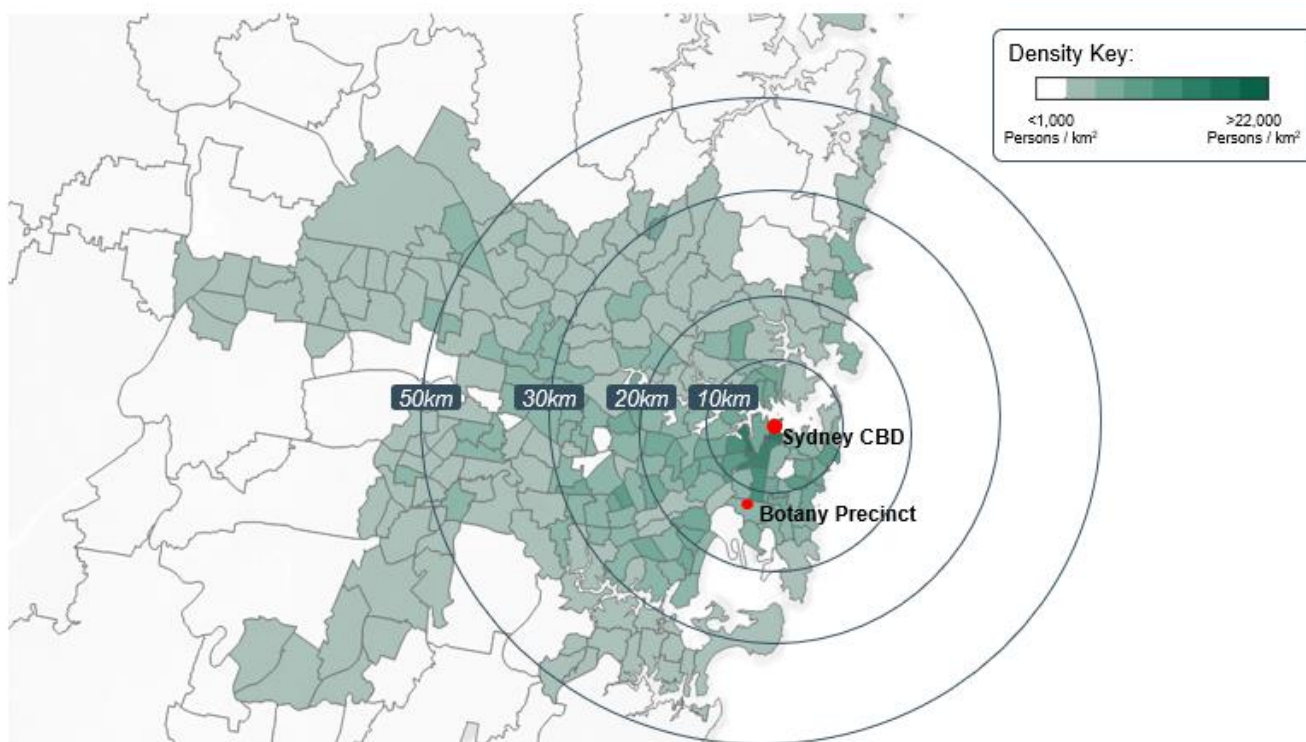 Density Key:
<1,000 >22,000
Persons / km² Persons / km²
50km 30km 20km 10km
Sydney CBD
Botany Precinct